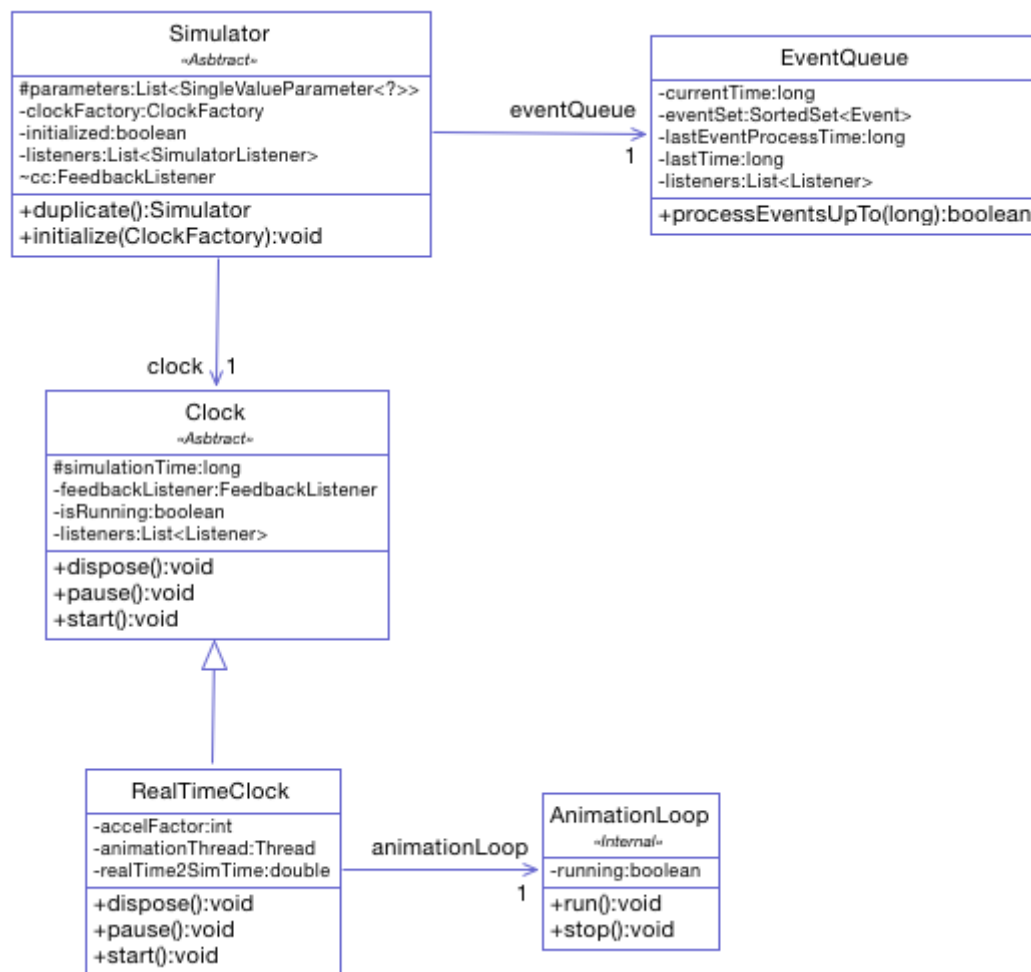 Simulator
«Asbtract»
#parameters:List<SingleValueParameter<?>>
-clockFactory:ClockFactory
-initialized:boolean
-listeners:List<SimulatorListener>
~cc:FeedbackListener
+duplicate():Simulator
+initialize(ClockFactory):void
eventQueue
1
EventQueue
-currentTime:long
-eventSet:SortedSet<Event>
-lastEventProcessTime:long
-lastTime:long
-listeners:List<Listener>
+processEventsUpTo(long):boolean
clock 1
Clock
«Asbtract»
#simulationTime:long
-feedbackListener:FeedbackListener
-isRunning:boolean
-listeners:List<Listener>
+dispose():void
+pause():void
+start():void
RealTimeClock
-accelFactor:int
-animationThread:Thread
-realTime2SimTime:double
+dispose():void
+pause():void
+start():void
animationLoop
1
AnimationLoop
«Internal»
-running:boolean
+run():void
+stop():void